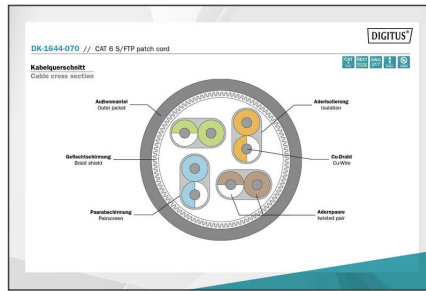 DIGITUS®
DK-1644-070 // CAT 6 S/FTP patch cord
Kabelquerschnitt
Cable cross section
Außenmantel
Outer jacket
Aderisolierung
Insulation
Geflechtschirmung
Braid shield
Cu-Draht
Cu-Wire
Paarabschirmung
Pairscreen
Adernpaare
twisted pair